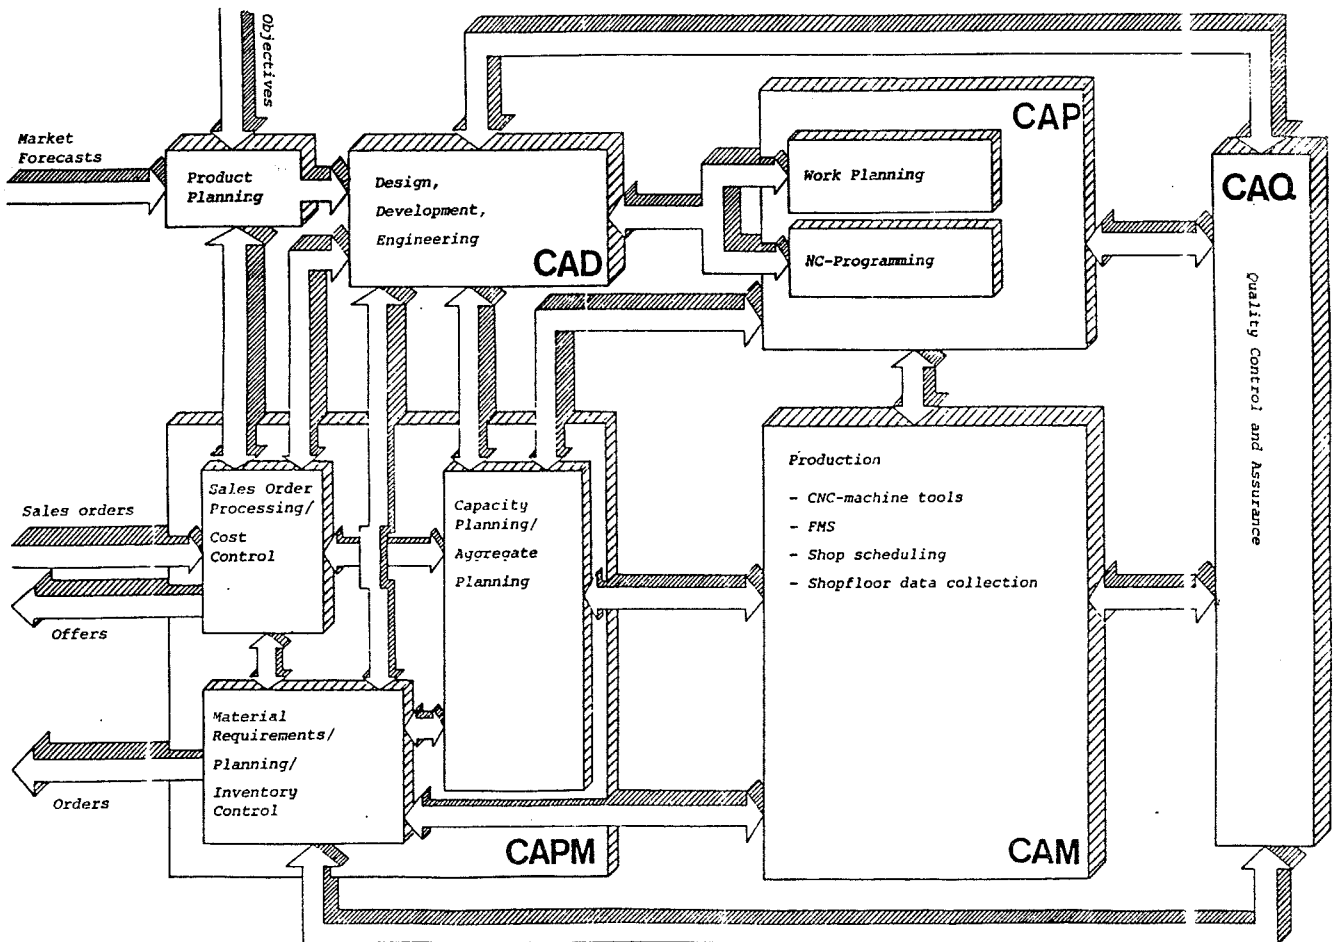 Objectives
Market
Forecasts
Product
Planning
Design,
Development,
Engineering
CAD
CAP
Work Planning
NC-Programming
CAQ
Quality Control and Assurance
Sales orders
Sales Order
Processing/
Cost
Control
Offers
Capacity
Planning/
Aggregate
Planning
Production
- CNC-machine tools
- FMS
- Shop scheduling
- Shopfloor data collection
Material
Requirements/
Planning/
Inventory
Control
Orders
CAPM
CAM